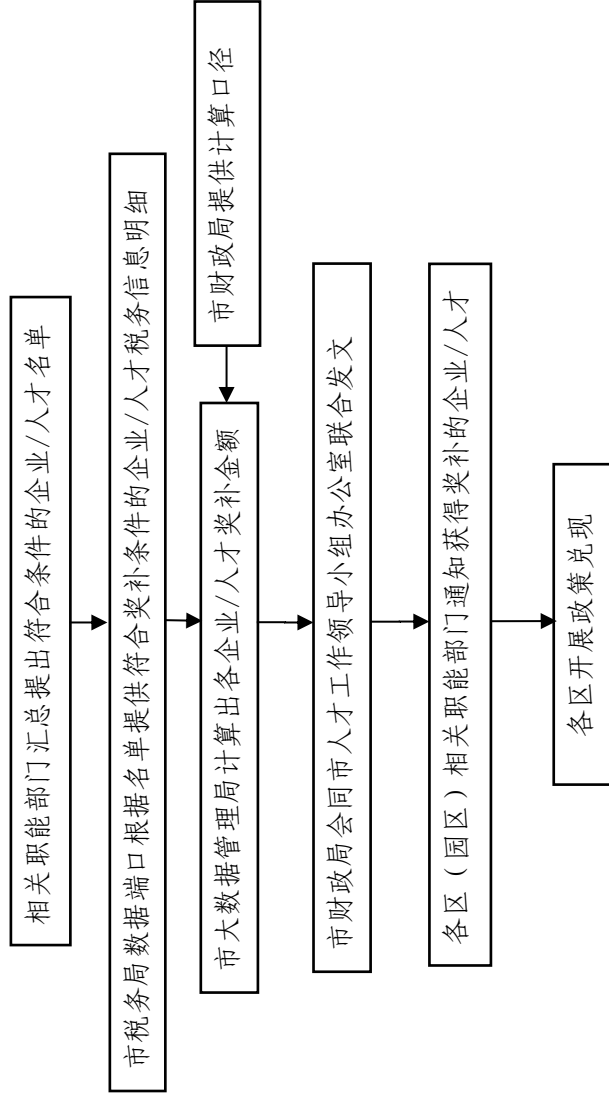 相关职能部门汇总提出符合条件的企业/人才名单
市税务局数据端口根据名单提供符合奖补条件的企业/人才税务信息明细
市大数据管理局计算出各企业/人才奖补金额
市财政局提供计算口径
市财政局会同市人才工作领导小组办公室联合发文
各区（园区）相关职能部门通知获得奖补的企业/人才
各区开展政策兑现